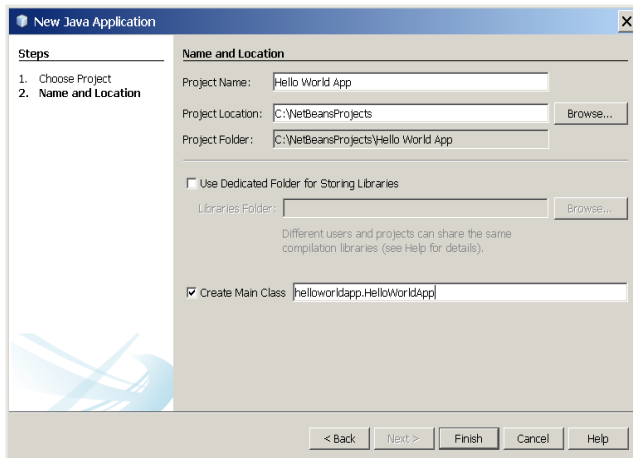 New Java Application
Steps
1. Choose Project
2. Name and Location
Name and Location
Project Name: Hello World App
Project Location: C:\NetBeansProjects Browse...
Project Folder: C:\NetBeansProjects\Hello World App
Use Dedicated Folder for Storing Libraries
Libraries Folder: Browse...
Different users and projects can share the same
compilation libraries (see Help for details).
Create Main Class helloworldapp.HelloWorldApp
< Back Next > Finish Cancel Help